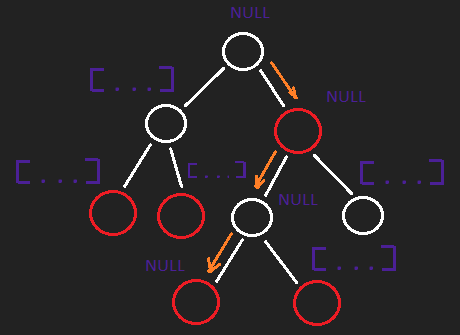 NULL
[ . . . ]
NULL
[ . . . ]
[ . . . ]
[ . . . ]
NULL
NULL
[ . . . ]